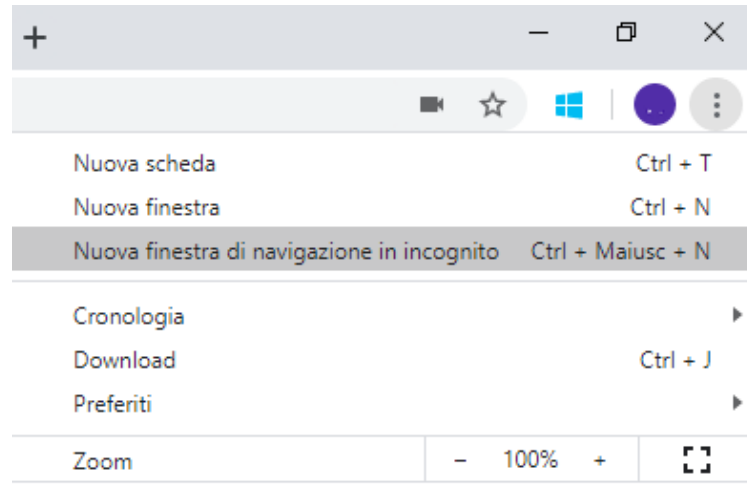 Nuova scheda Ctrl + T
Nuova finestra Ctrl + N
Nuova finestra di navigazione in incognito Ctrl + Maiusc + N
Cronologia
Download Ctrl + J
Preferiti
Zoom - 100% +